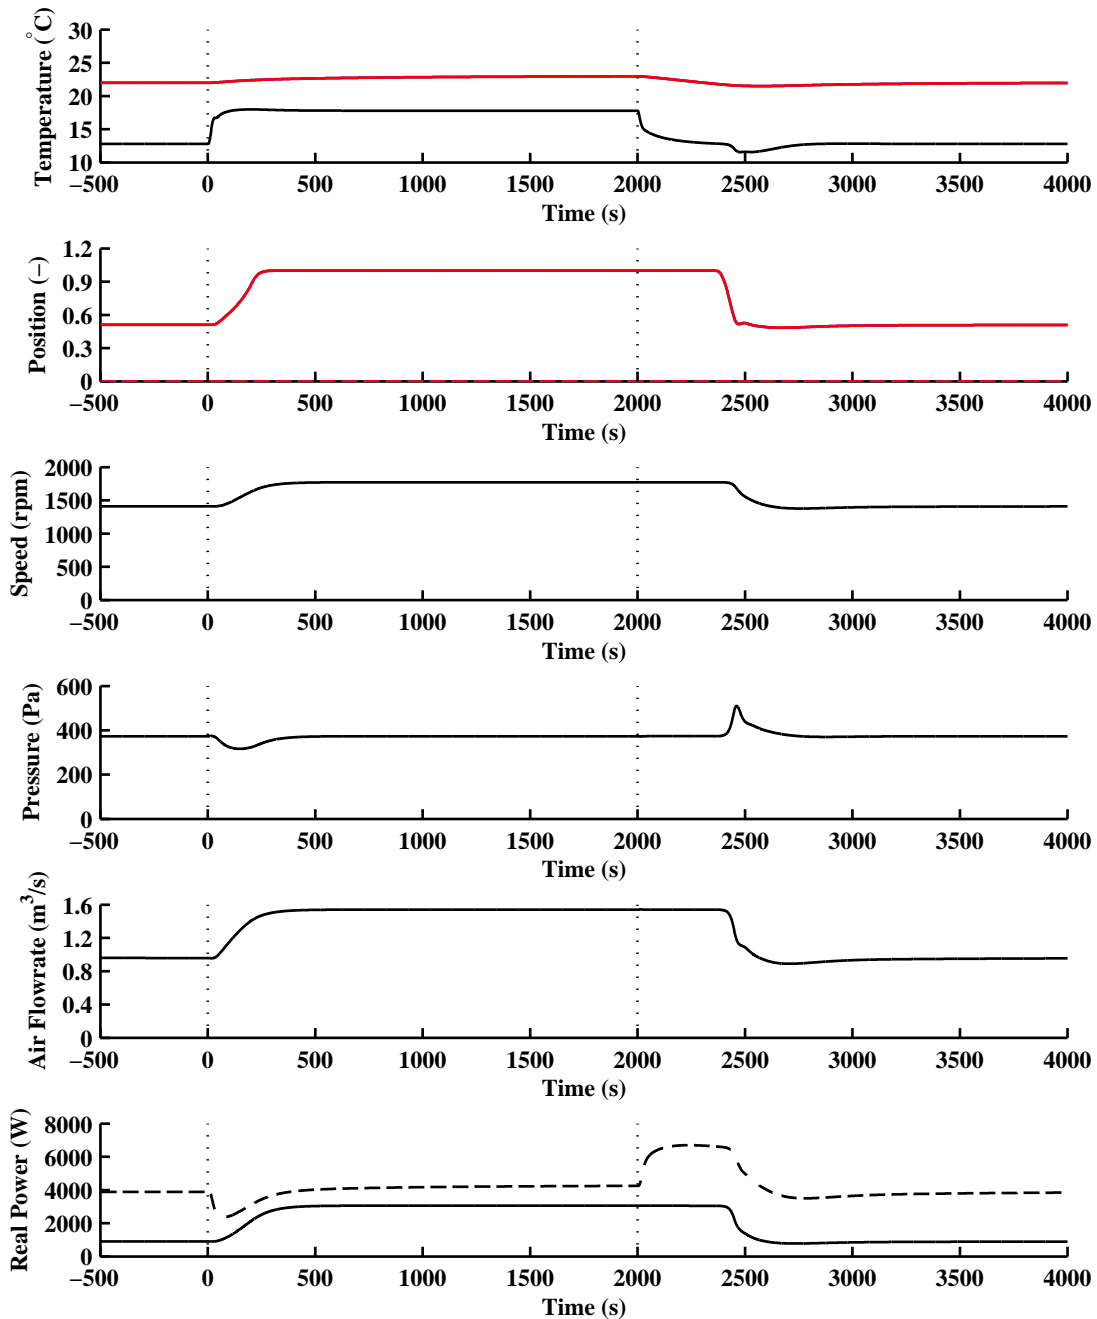 Temperature (°C)
30
25
20
15
10
−500 0 500 1000 1500 2000 2500 3000 3500 4000
Time (s)
Position (−)
1.2
0.9
0.6
0.3
0
−500 0 500 1000 1500 2000 2500 3000 3500 4000
Time (s)
Speed (rpm)
2000
1500
1000
500
0
−500 0 500 1000 1500 2000 2500 3000 3500 4000
Time (s)
Pressure (Pa)
600
400
200
0
−500 0 500 1000 1500 2000 2500 3000 3500 4000
Time (s)
Air Flowrate (m³/s)
1.6
1.2
0.8
0.4
0
−500 0 500 1000 1500 2000 2500 3000 3500 4000
Time (s)
Real Power (W)
8000
6000
4000
2000
0
−500 0 500 1000 1500 2000 2500 3000 3500 4000
Time (s)